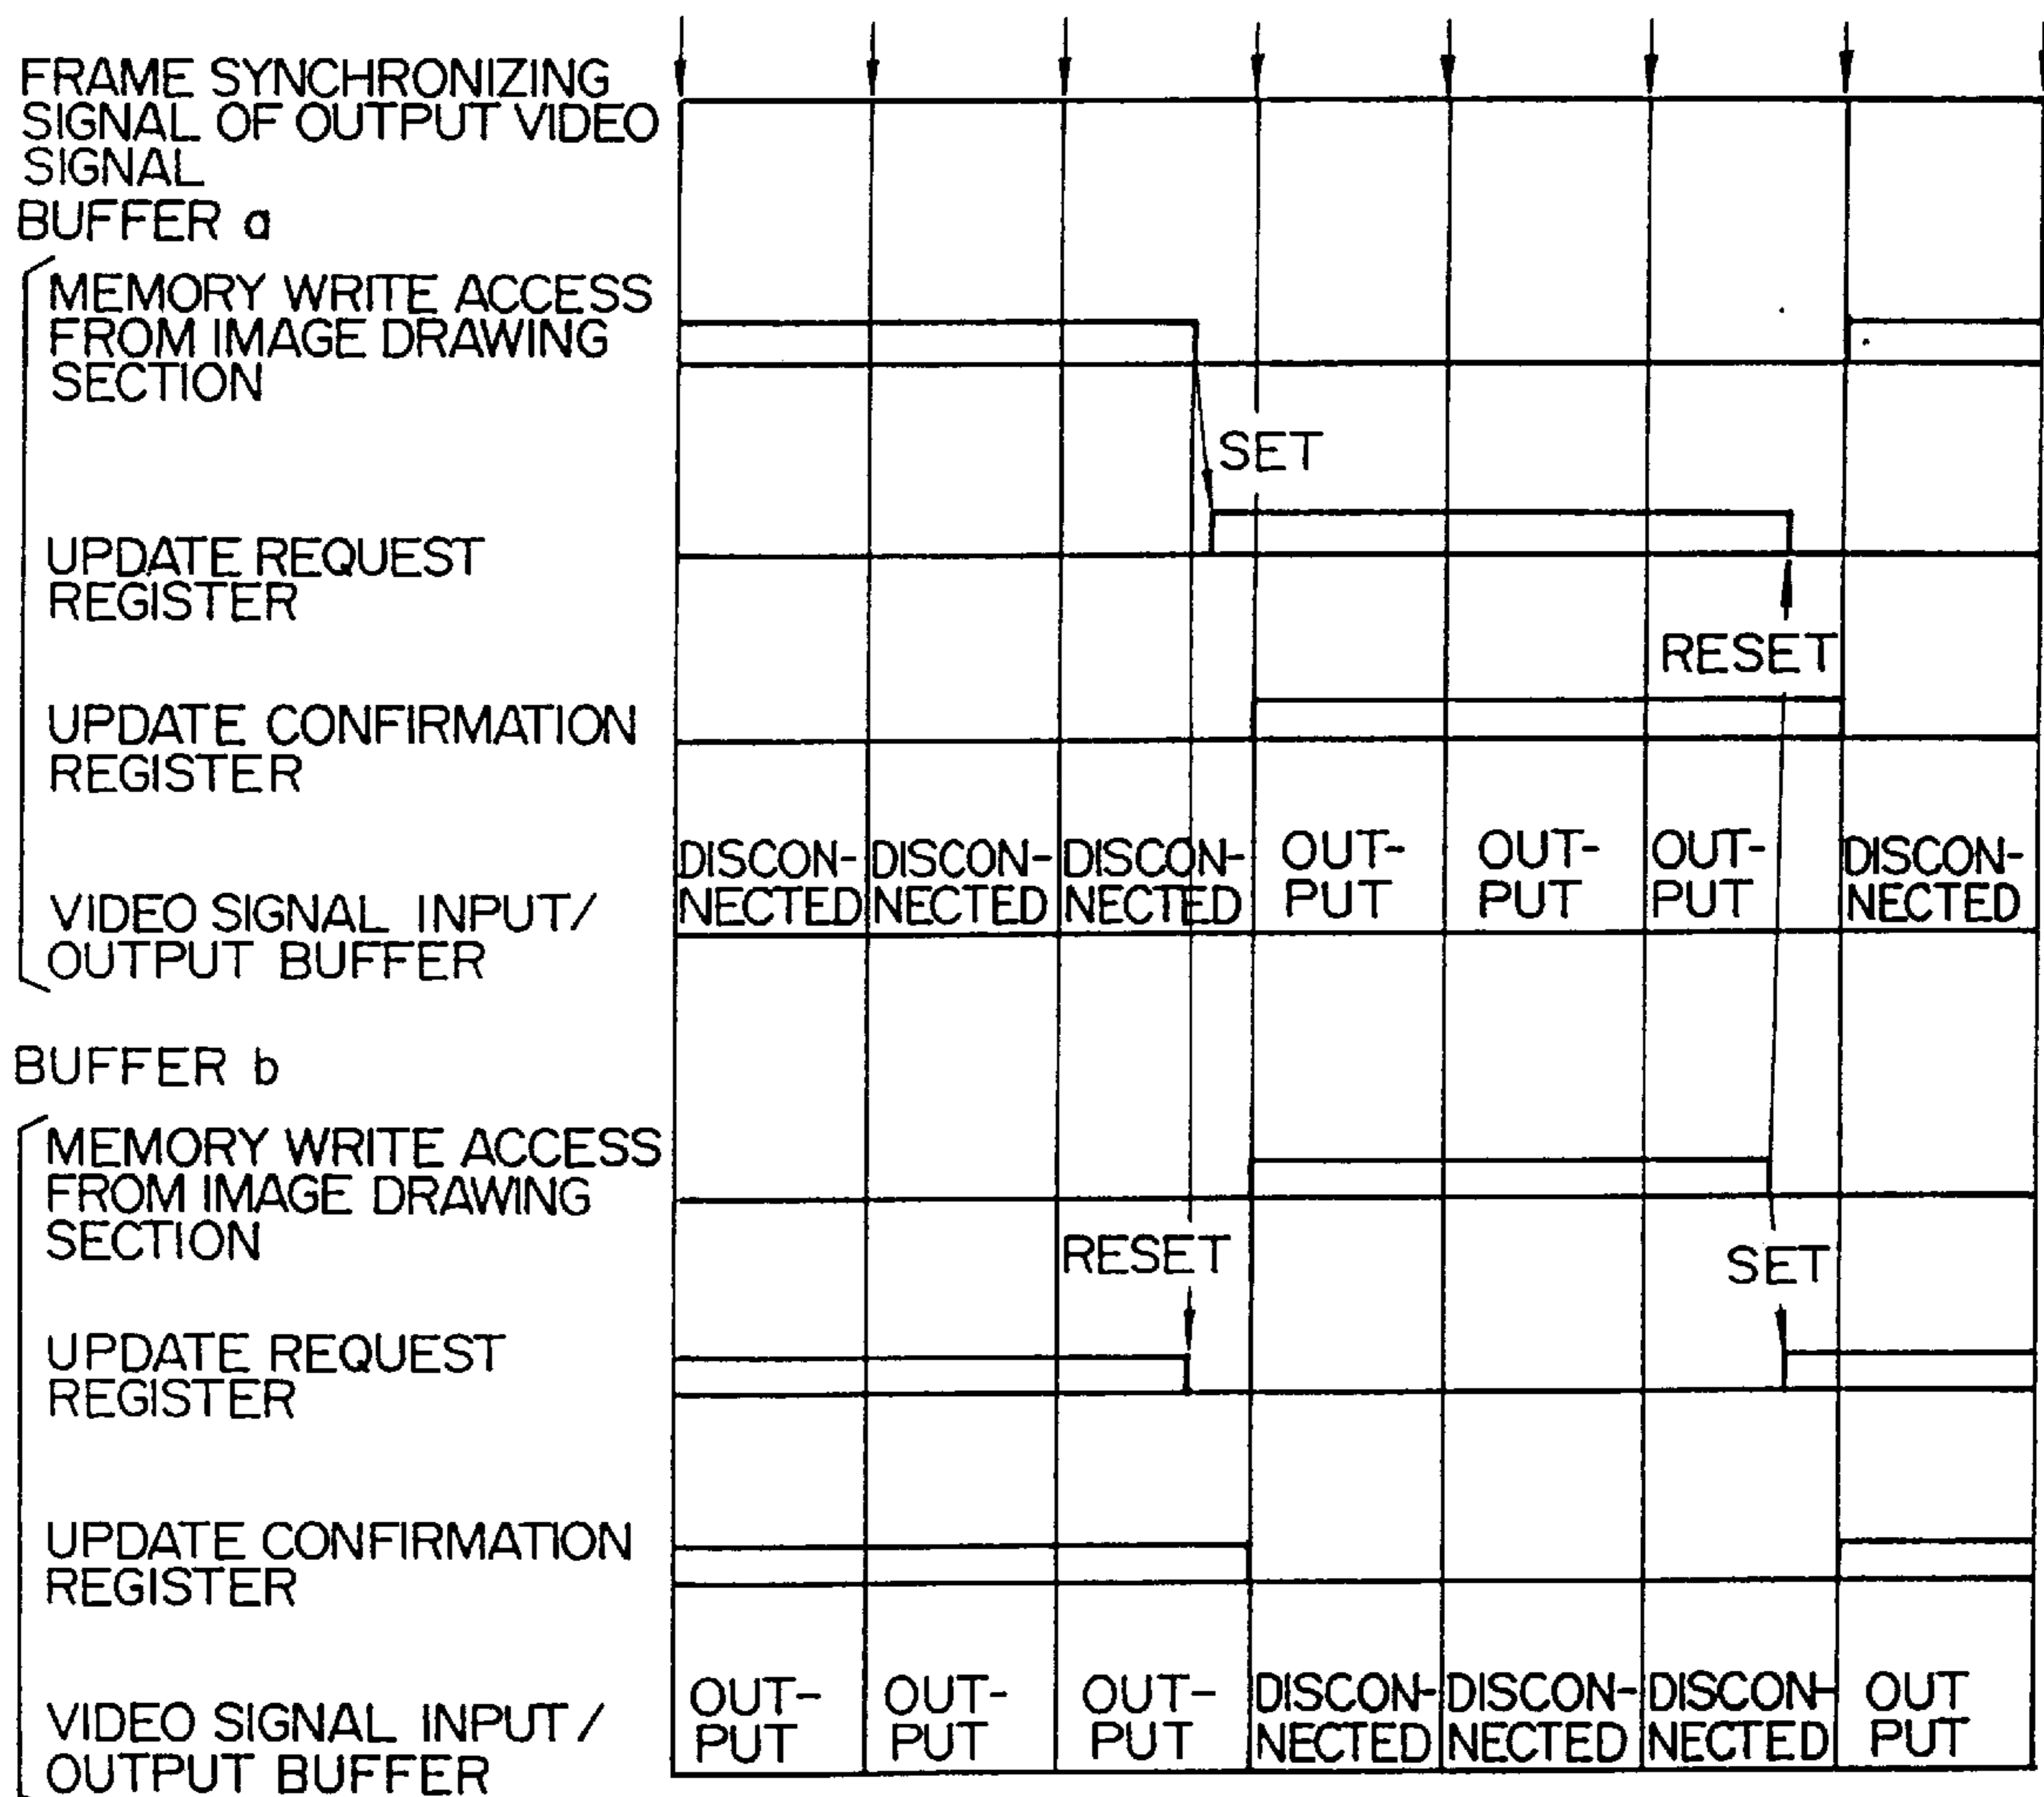 FRAME SYNCHRONIZING
SIGNAL OF OUTPUT VIDEO
SIGNAL
BUFFER a
MEMORY WRITE ACCESS
FROM IMAGE DRAWING
SECTION
SET
UPDATE REQUEST
REGISTER
RESET
UPDATE CONFIRMATION
REGISTER
DISCON- DISCON- DISCON- OUT- OUT- OUT- DISCON-
NECTED NECTED NECTED PUT PUT PUT NECTED
VIDEO SIGNAL INPUT/
OUTPUT BUFFER
BUFFER b
MEMORY WRITE ACCESS
FROM IMAGE DRAWING
SECTION
RESET SET
UPDATE REQUEST
REGISTER
UPDATE CONFIRMATION
REGISTER
OUT- OUT- OUT- DISCON- DISCON- DISCON- OUT
PUT PUT PUT NECTED NECTED NECTED PUT
VIDEO SIGNAL INPUT/
OUTPUT BUFFER